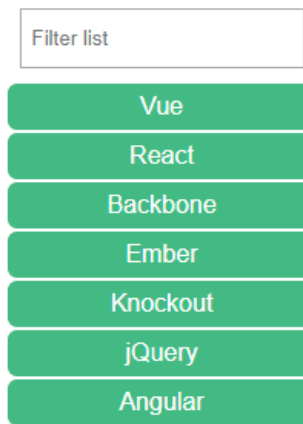 Filter list
Vue
React
Backbone
Ember
Knockout
jQuery
Angular